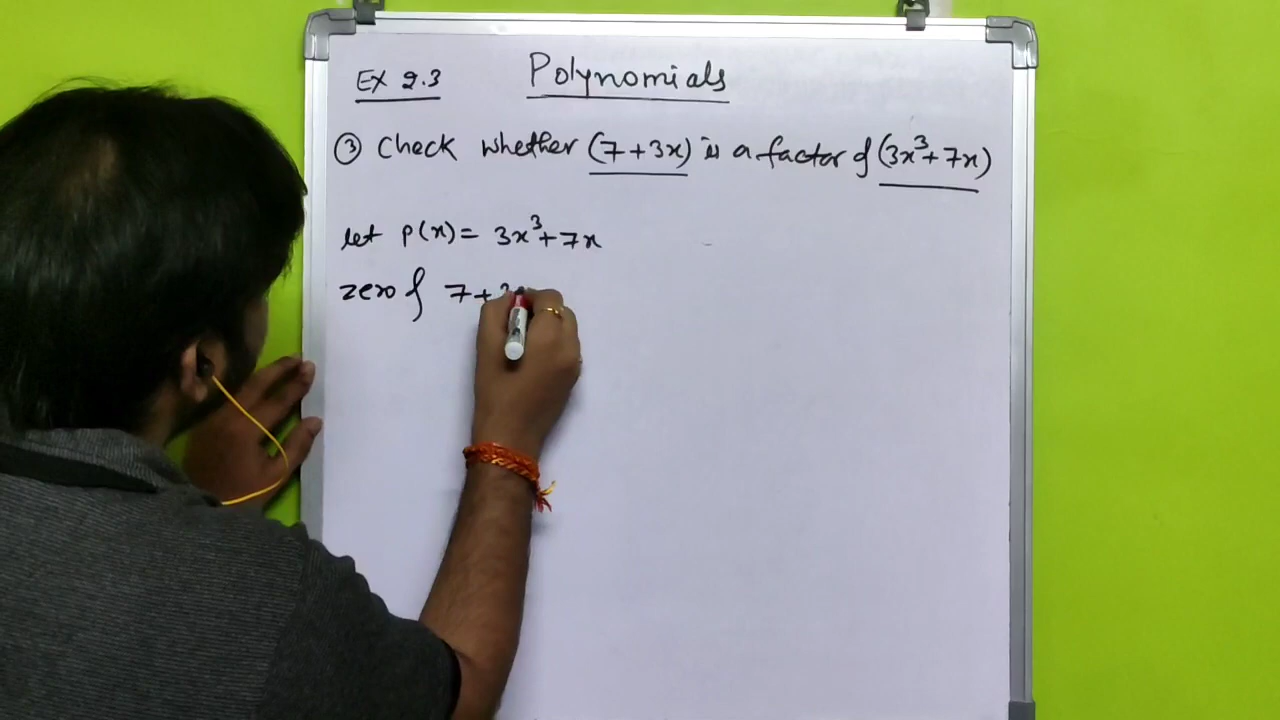 EX 2.3 Polynomials
③ Check whether (7+3x) is a factor of (3x³+7x)
let p(x) = 3x³+7x
zero of 7+3x